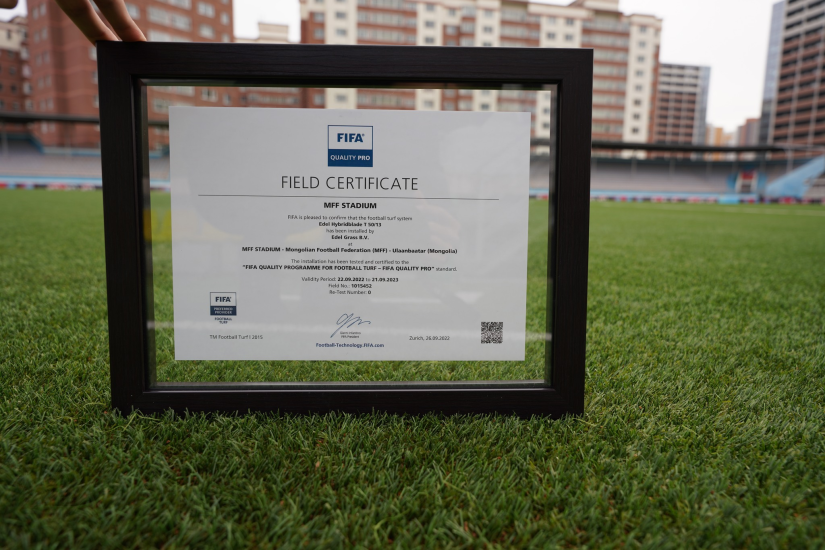 FIFA
QUALITY PRO
FIELD CERTIFICATE
MFF STADIUM
FIFA is pleased to confirm that the football turf system
Edel Hybridblade T 50/13
has been installed by
Edel Grass B.V.
at
MFF STADIUM - Mongolian Football Federation (MFF) - Ulaanbaatar (Mongolia)
The installation has been tested and certified to the
"FIFA QUALITY PROGRAMME FOR FOOTBALL TURF – FIFA QUALITY PRO" standard.
Validity Period: 22.09.2022 to 21.09.2023
Field No.: 1015452
Re-Test Number: 0
FIFA
PREFERRED
PRODUCER
FOOTBALL
TURF
TM Football Turf I 2015
Football-Technology.FIFA.com
Zurich, 26.09.2022